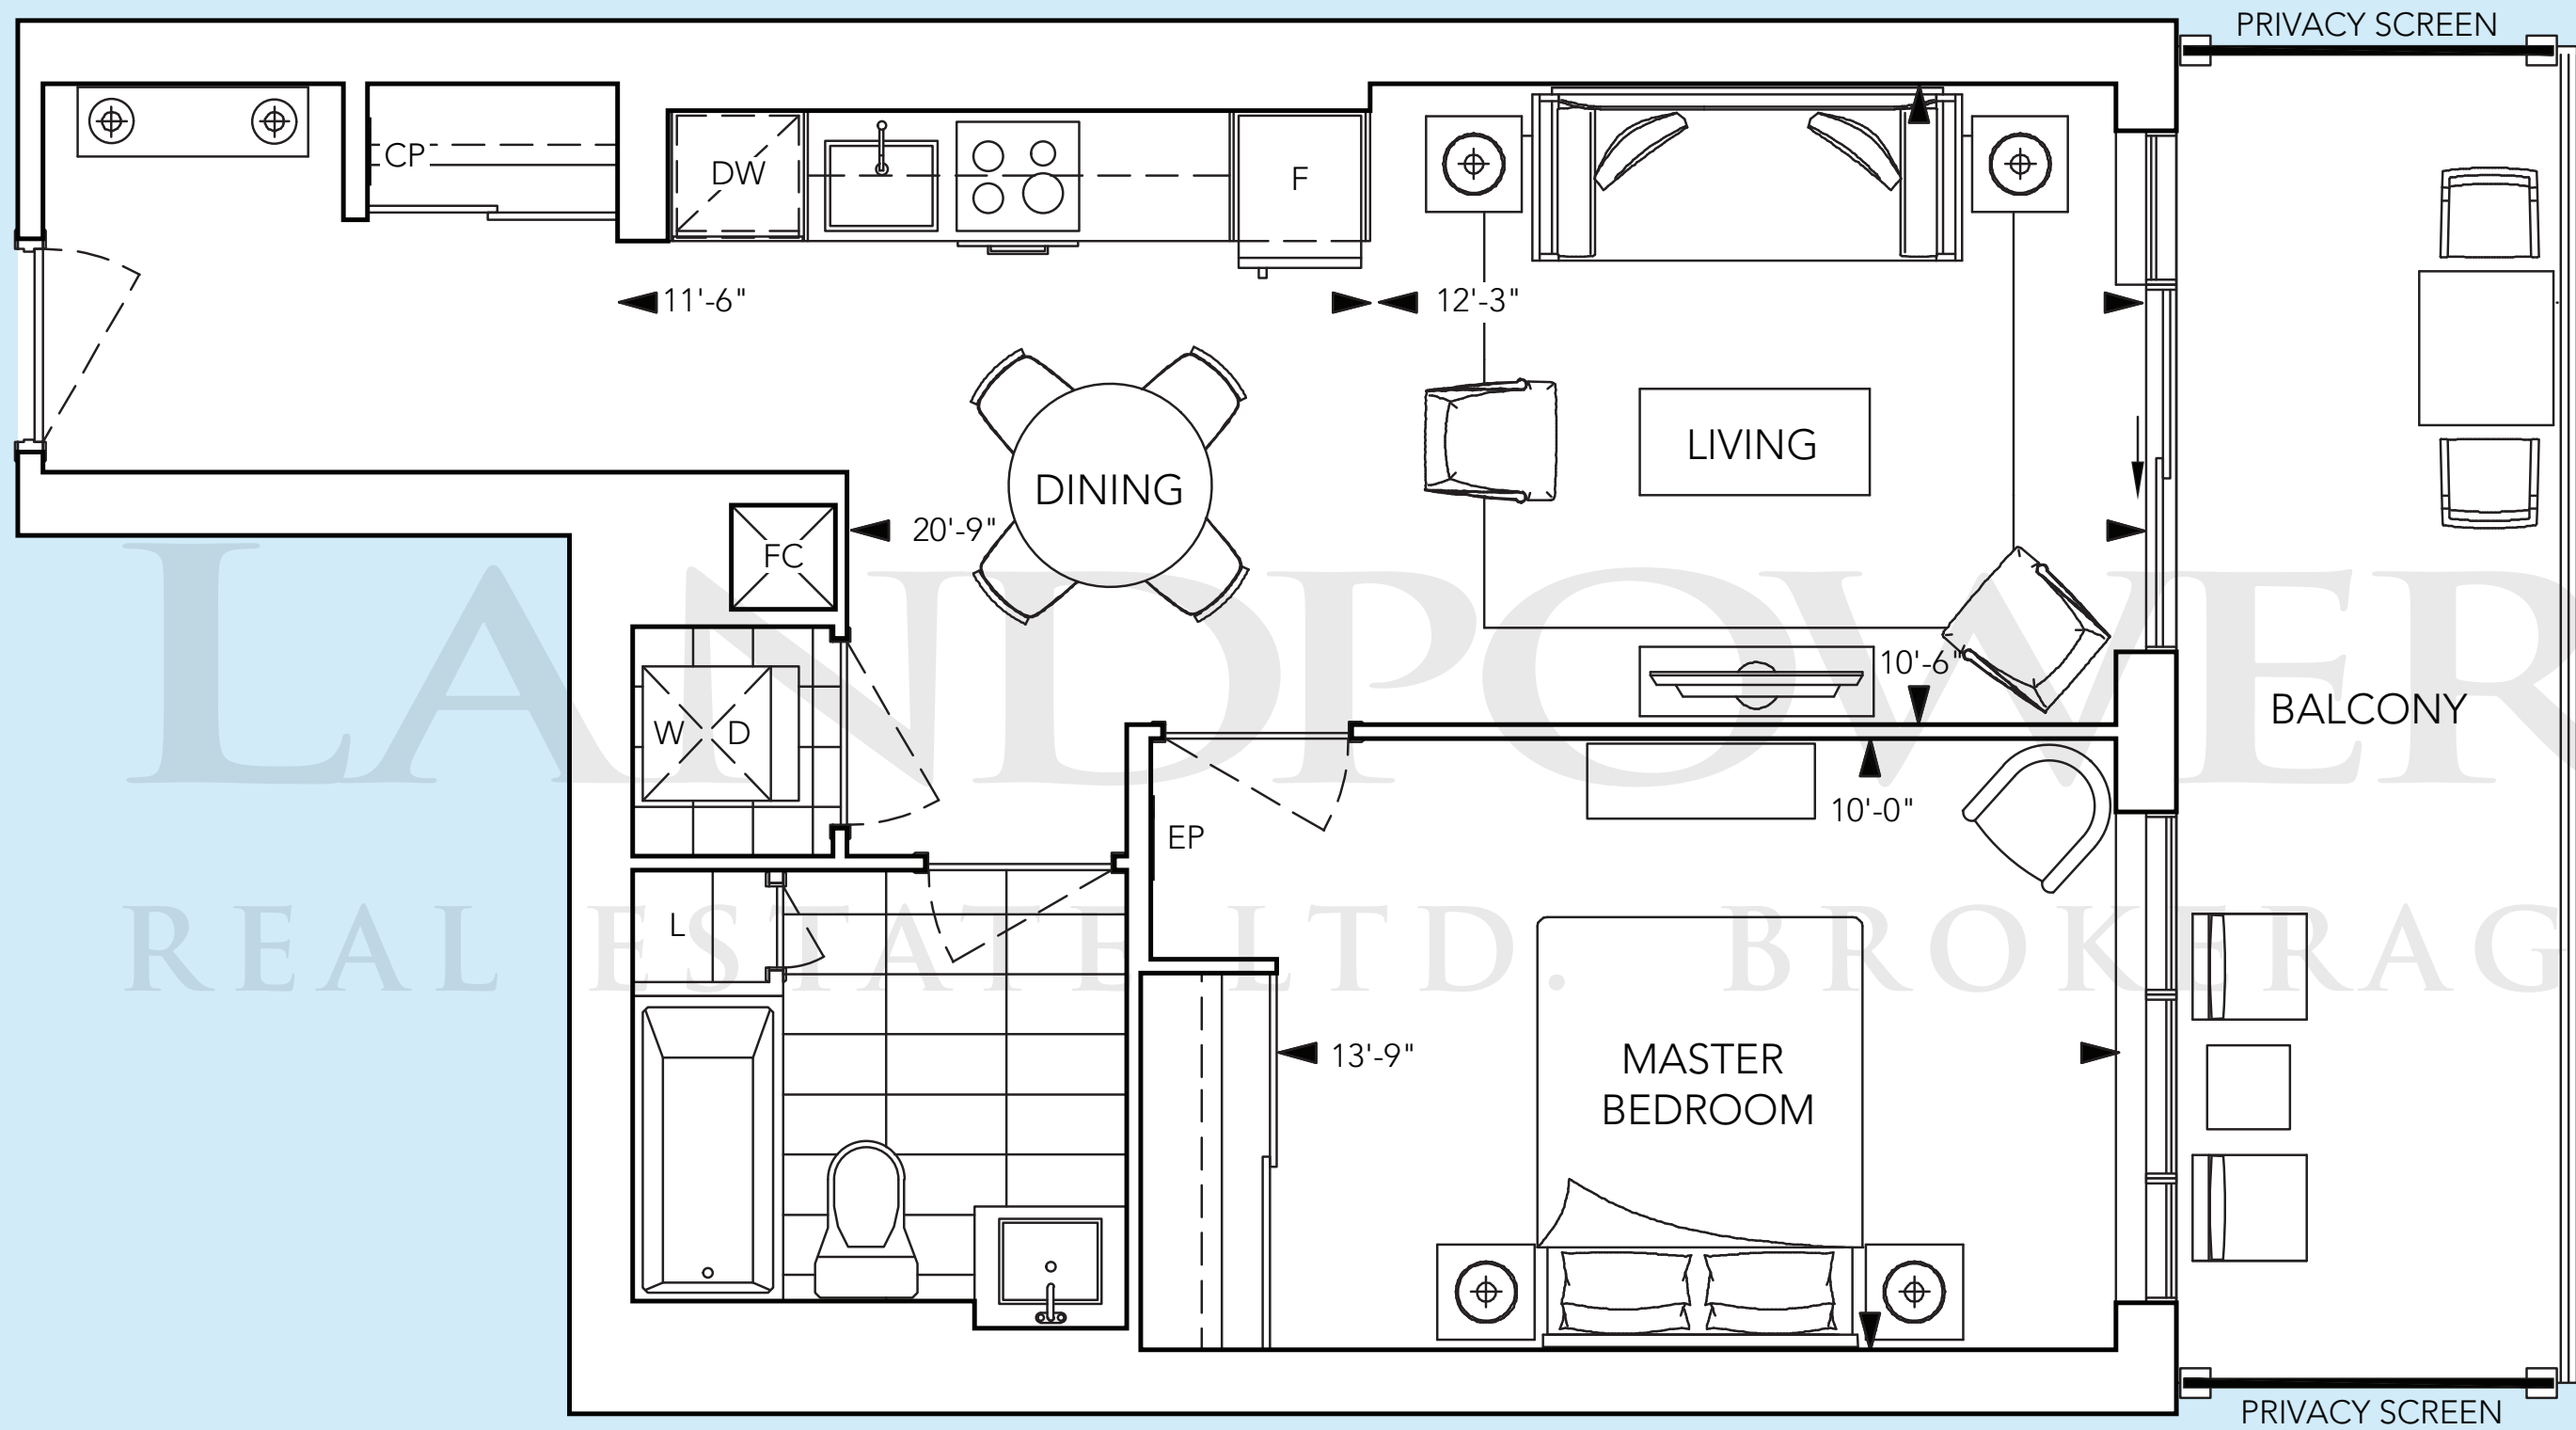 PRIVACY SCREEN
CP
DW
F
11'-6"
12'-3"
LIVING
DINING
20'-9"
FC
LANDPOWER
10'-6"
W D
BALCONY
10'-0"
EP
L
REAL ESTATE LTD. BROKERAG
13'-9"
MASTER
BEDROOM
PRIVACY SCREEN